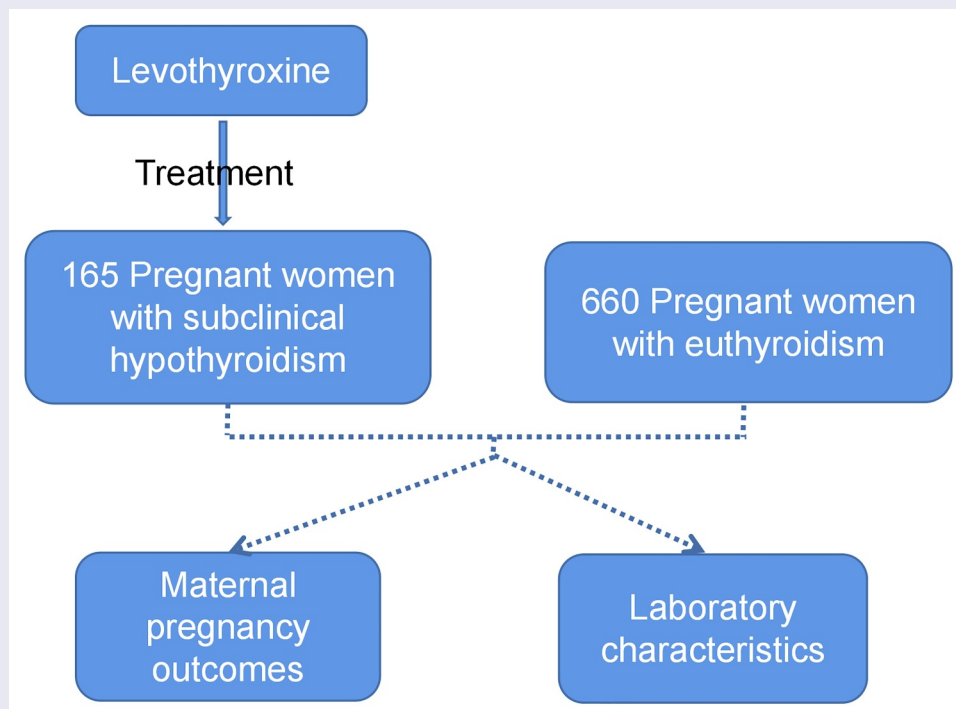 Levothyroxine
Treatment
165 Pregnant women
with subclinical
hypothyroidism
660 Pregnant women
with euthyroidism
Maternal
pregnancy
outcomes
Laboratory
characteristics